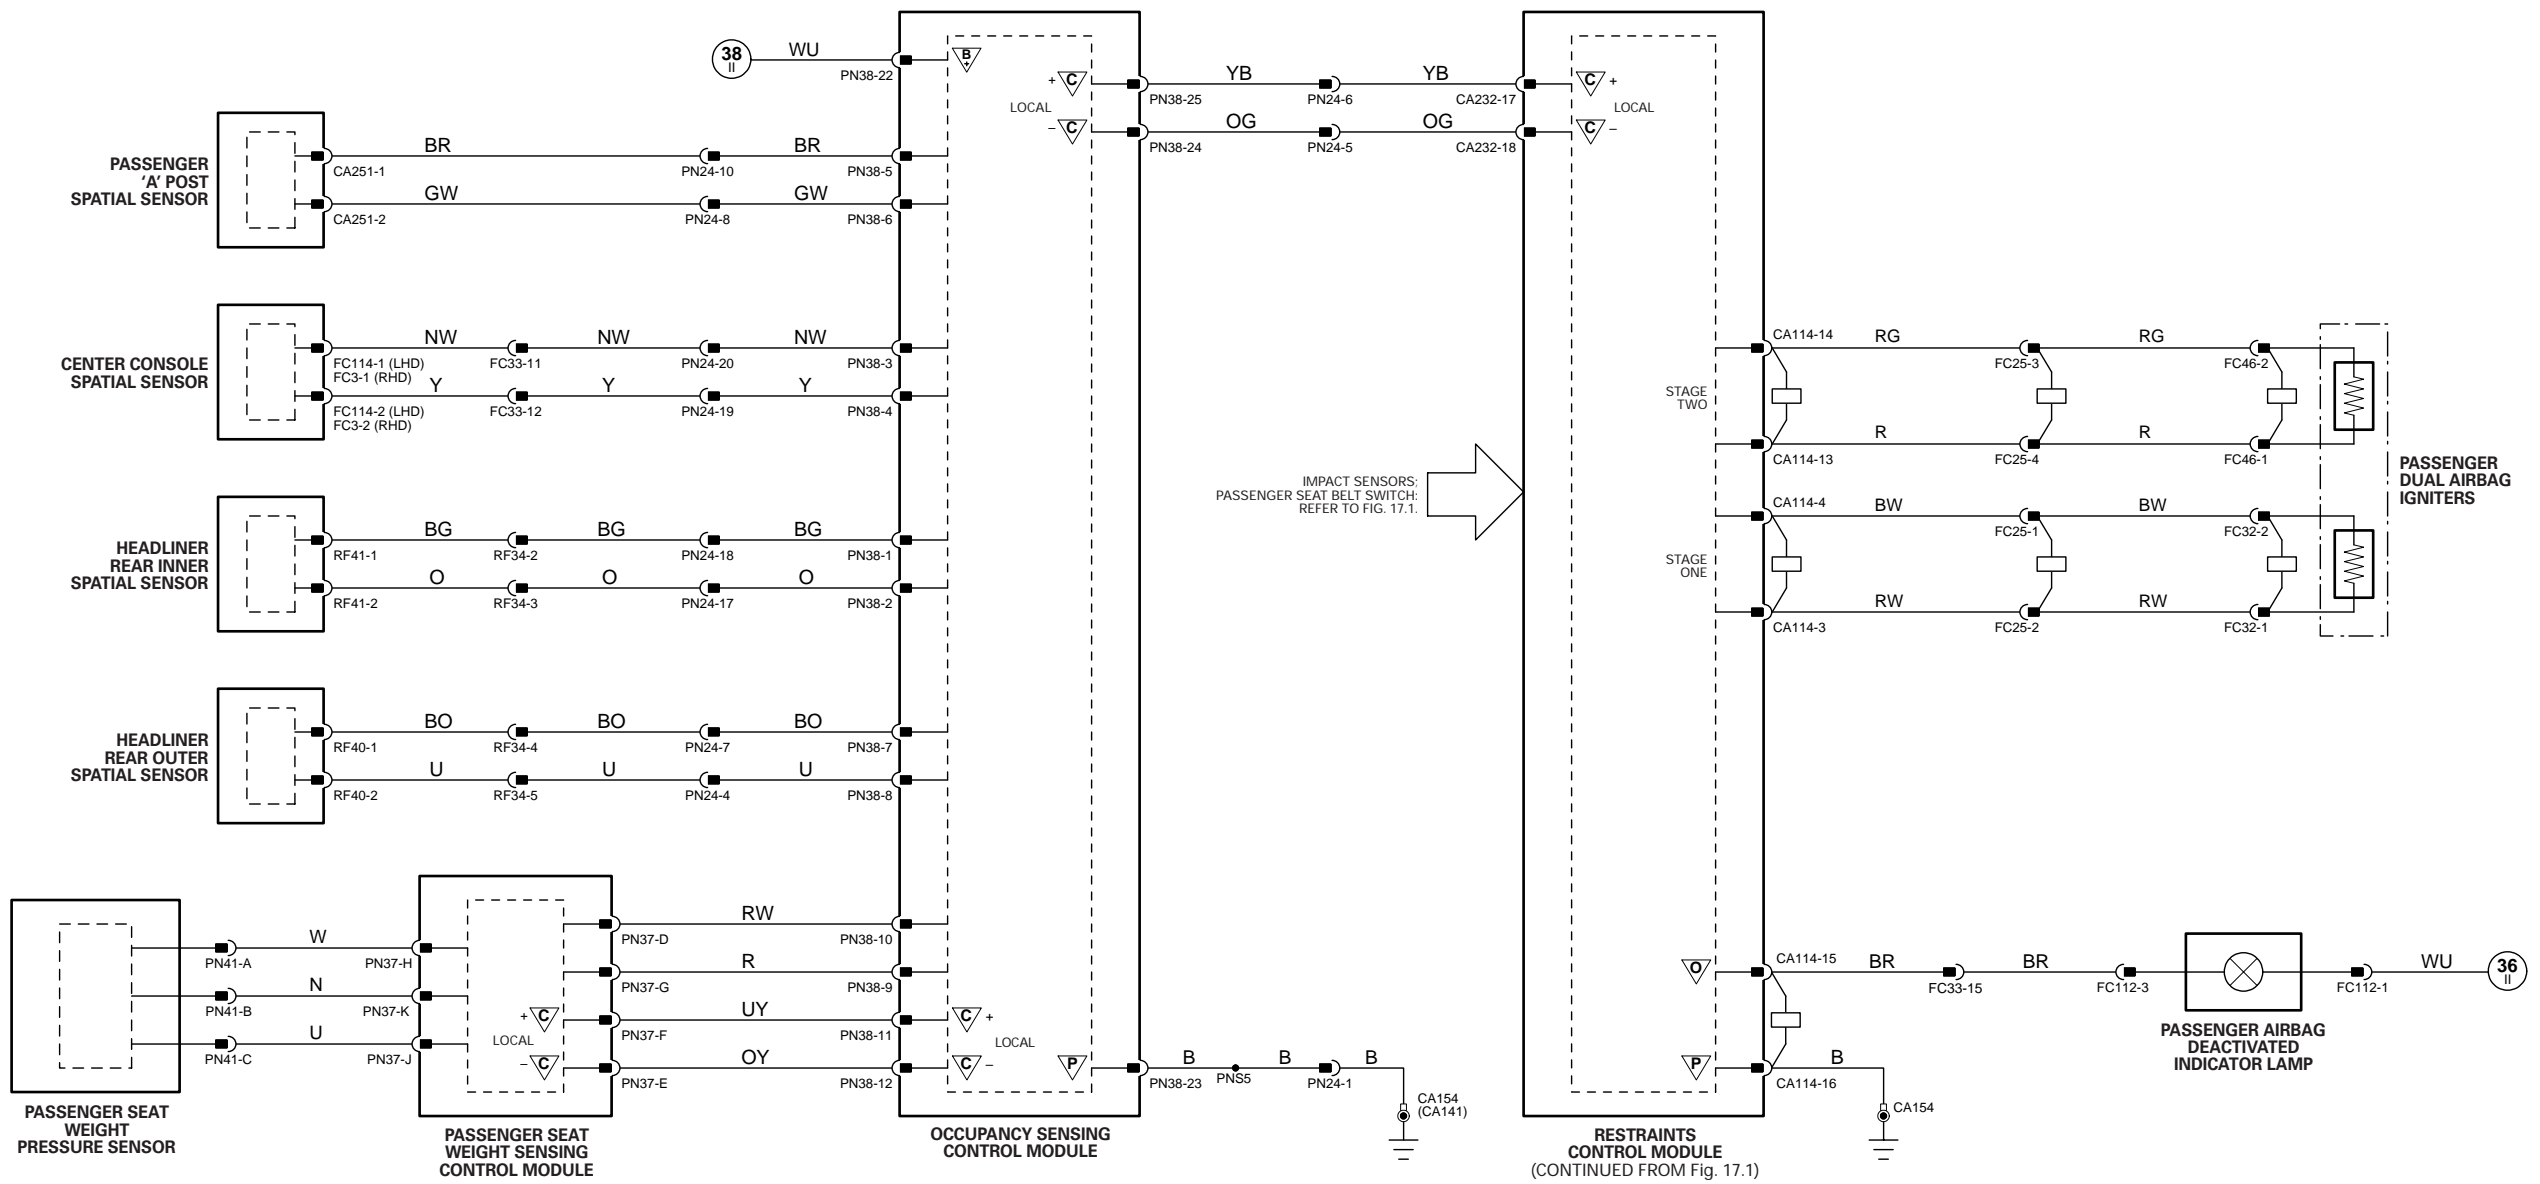 38
II
WU
PN38-22
B
+
PASSENGER
‘A’ POST
SPATIAL SENSOR
BR
BR
CA251-1
PN24-10
PN38-5
GW
GW
CA251-2
PN24-8
PN38-6
CENTER CONSOLE
SPATIAL SENSOR
NW
NW
NW
FC114-1 (LHD)
FC3-1 (RHD)
FC33-11
PN24-20
PN38-3
Y
Y
Y
FC114-2 (LHD)
FC3-2 (RHD)
FC33-12
PN24-19
PN38-4
HEADLINER
REAR INNER
SPATIAL SENSOR
BG
BG
BG
RF41-1
RF34-2
PN24-18
PN38-1
O
O
O
RF41-2
RF34-3
PN24-17
PN38-2
HEADLINER
REAR OUTER
SPATIAL SENSOR
BO
BO
BO
RF40-1
RF34-4
PN24-7
PN38-7
U
U
U
RF40-2
RF34-5
PN24-4
PN38-8
W
PN41-A
PN37-H
N
PN41-B
PN37-K
U
PN41-C
PN37-J
PASSENGER SEAT
WEIGHT
PRESSURE SENSOR
+ C
LOCAL
– C
RW
PN37-D
PN38-10
R
PN37-G
PN38-9
UY
PN37-F
PN38-11
OY
PN37-E
PN38-12
PASSENGER SEAT
WEIGHT SENSING
CONTROL MODULE
C +
LOCAL
C –
P
OCCUPANCY SENSING
CONTROL MODULE
+ C
LOCAL
– C
YB
YB
PN38-25
PN24-6
CA232-17
OG
OG
PN38-24
PN24-5
CA232-18
C +
LOCAL
C –
B
B
B
PN38-23
PNS5
PN24-1
CA154
(CA141)
IMPACT SENSORS;
PASSENGER SEAT BELT SWITCH:
REFER TO FIG. 17.1.
STAGE
TWO
CA114-14
RG
RG
FC25-3
FC46-2
R
R
CA114-13
FC25-4
FC46-1
STAGE
ONE
CA114-4
BW
BW
FC25-1
FC32-2
RW
RW
CA114-3
FC25-2
FC32-1
PASSENGER
DUAL AIRBAG
IGNITERS
O
CA114-15
BR
BR
FC33-15
FC112-3
FC112-1
WU
36
II
PASSENGER AIRBAG
DEACTIVATED
INDICATOR LAMP
P
CA114-16
B
CA154
RESTRAINTS
CONTROL MODULE
(CONTINUED FROM Fig. 17.1)